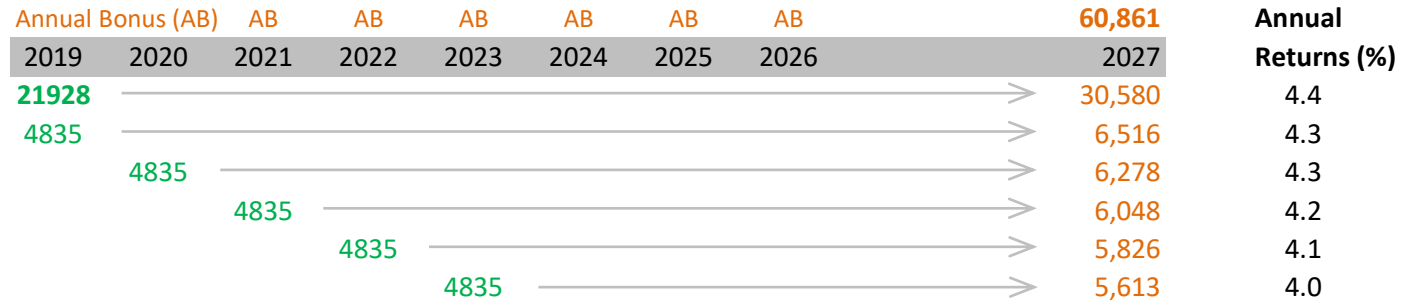 Annual Bonus (AB) AB AB AB AB AB AB 60,861 Annual
2019 2020 2021 2022 2023 2024 2025 2026 2027 Returns (%)
21928 30,580 4.4
4835 6,516 4.3
4835 6,278 4.3
4835 6,048 4.2
4835 5,826 4.1
4835 5,613 4.0